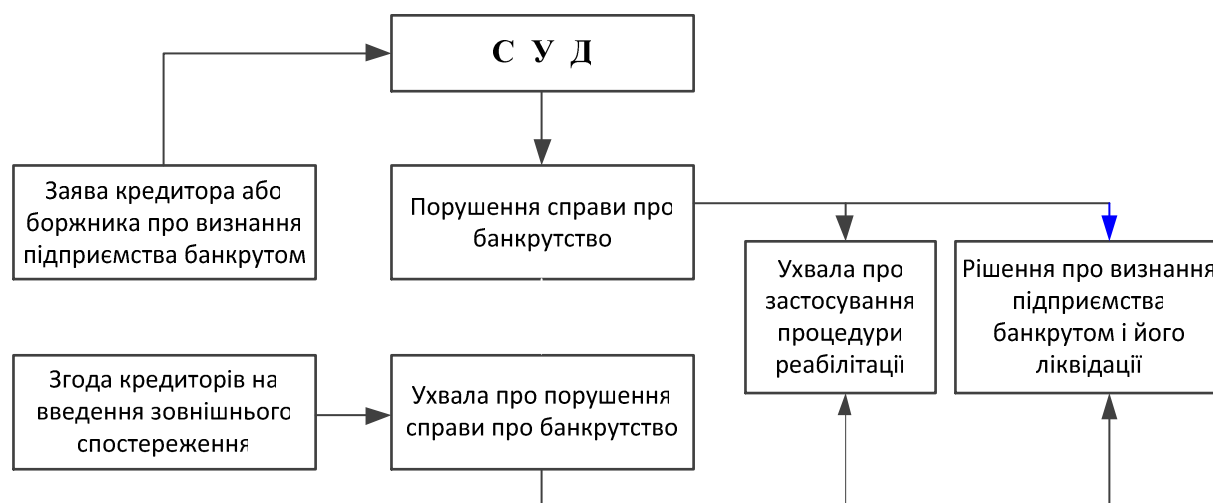 С У Д
Заява кредитора або
боржника про визнання
підприємства банкрутом
Порушення справи про
банкрутство
Ухвала про
застосування
процедури
реабілітації
Рішення про визнання
підприємства
банкрутом і його
ліквідації
Згода кредиторів на
введення зовнішнього
спостереження
Ухвала про порушення
справи про банкрутство